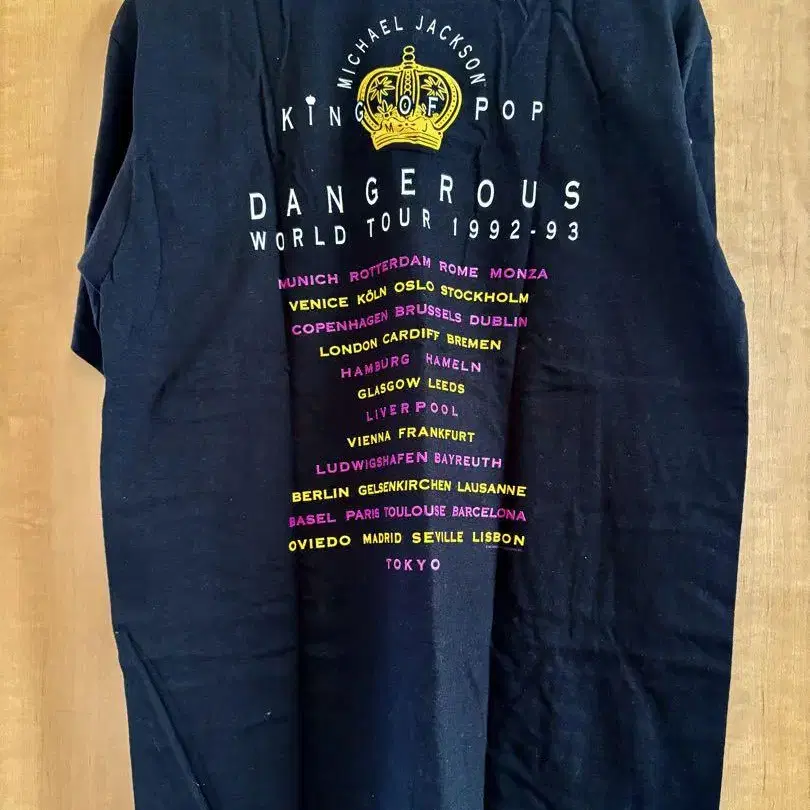 MICHAEL JACKSON
KING OF POP
MJ
DANGEROUS
WORLD TOUR 1992-93
MUNICH ROTTERDAM ROME MONZA
VENICE KÖLN OSLO STOCKHOLM
COPENHAGEN BRUSSELS DUBLIN
LONDON CARDIFF BREMEN
HAMBURG HAMELN
GLASGOW LEEDS
LIVERPOOL
VIENNA FRANKFURT
LUDWIGSHAFEN BAYREUTH
BERLIN GELSENKIRCHEN LAUSANNE
BASEL PARIS TOULOUSE BARCELONA
OVIEDO MADRID SEVILLE LISBON
TOKYO